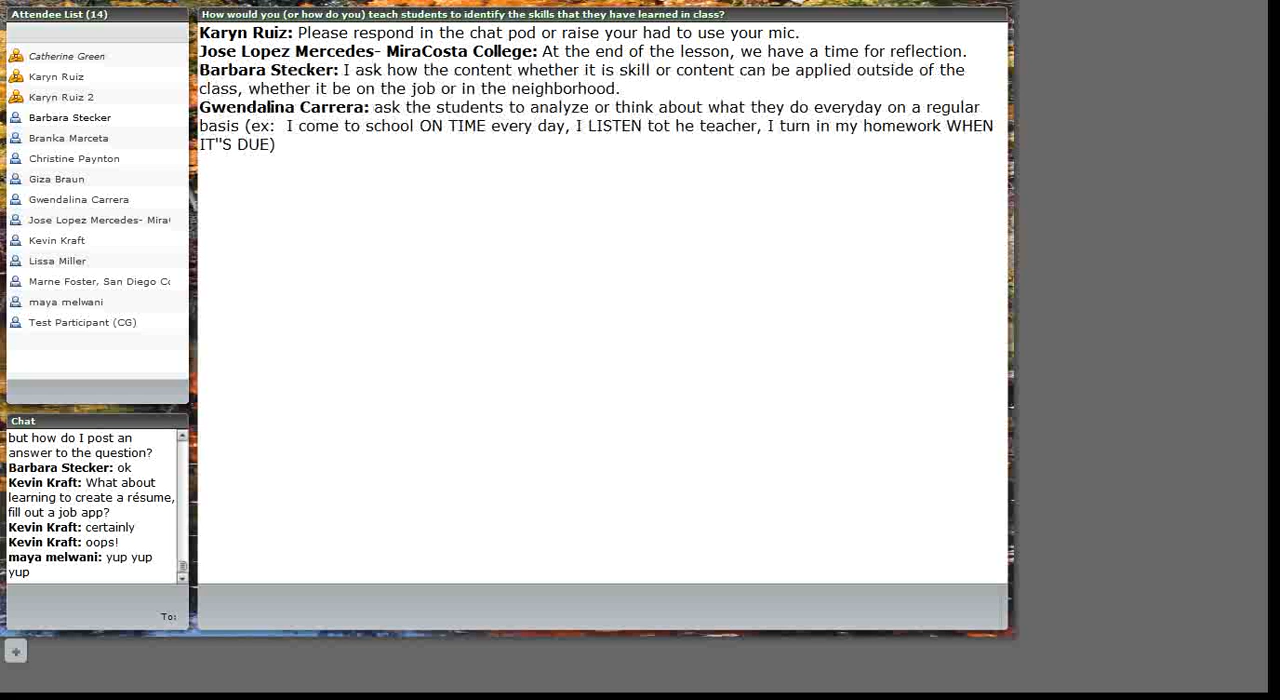 Attendee List (14)
Catherine Green
Karyn Ruiz
Karyn Ruiz 2
Barbara Stecker
Branka Marceta
Christine Paynton
Giza Braun
Gwendalina Carrera
Jose Lopez Mercedes- Mira
Kevin Kraft
Lissa Miller
Marne Foster, San Diego Co
maya melwani
Test Participant (CG)
Chat
but how do I post an
answer to the question?
Barbara Stecker: ok
Kevin Kraft: What about
learning to create a résume,
fill out a job app?
Kevin Kraft: certainly
Kevin Kraft: oops!
maya melwani: yup yup
yup
To:
How would you (or how do you) teach students to identify the skills that they have learned in class?
Karyn Ruiz: Please respond in the chat pod or raise your had to use your mic.
Jose Lopez Mercedes- MiraCosta College: At the end of the lesson, we have a time for reflection.
Barbara Stecker: I ask how the content whether it is skill or content can be applied outside of the
class, whether it be on the job or in the neighborhood.
Gwendalina Carrera: ask the students to analyze or think about what they do everyday on a regular
basis (ex:  I come to school ON TIME every day, I LISTEN tot he teacher, I turn in my homework WHEN
IT"S DUE)